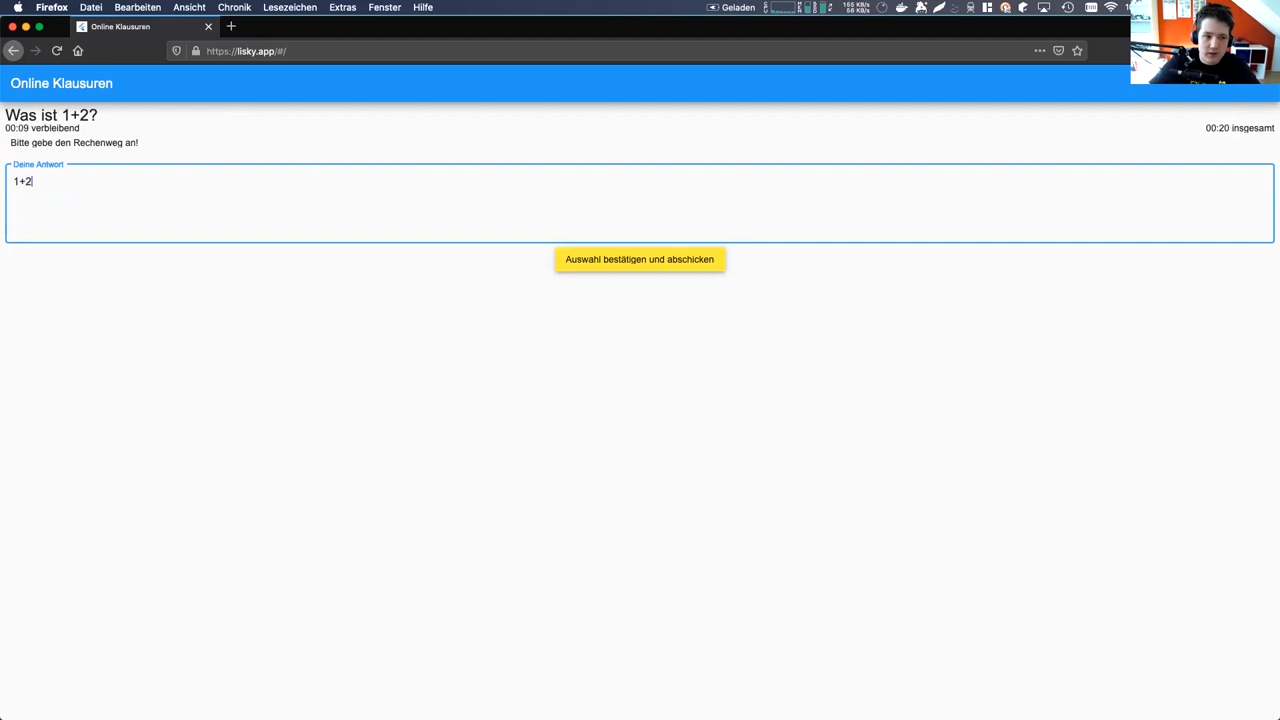 Firefox Datei Bearbeiten Ansicht Chronik Lesezeichen Extras Fenster Hilfe Geladen
Online Klausuren
https://lisky.app/#/
Online Klausuren
Was ist 1+2?
00:09 verbleibend 00:20 insgesamt
Bitte gebe den Rechenweg an!
Deine Antwort
1+2
Auswahl bestätigen und abschicken